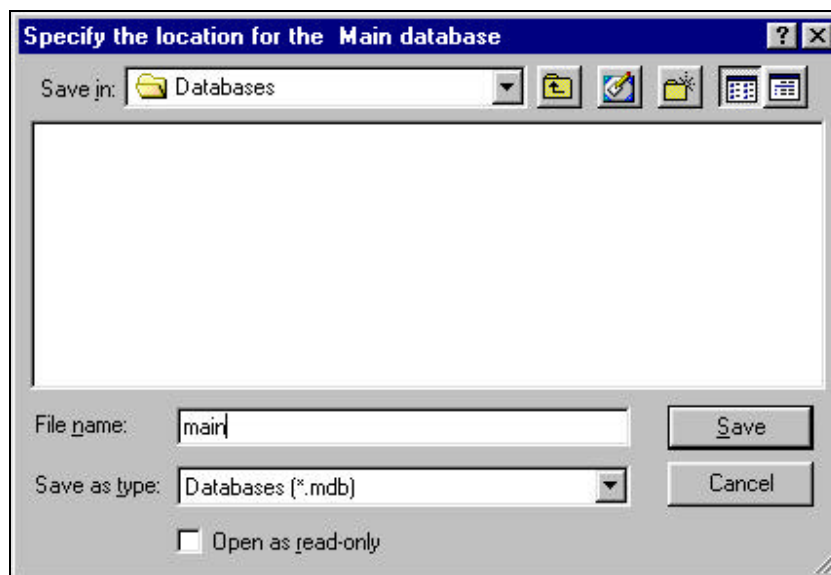 Specify the location for the Main database
Save in: Databases
File name: main
Save
Save as type: Databases (*.mdb)
Cancel
Open as read-only